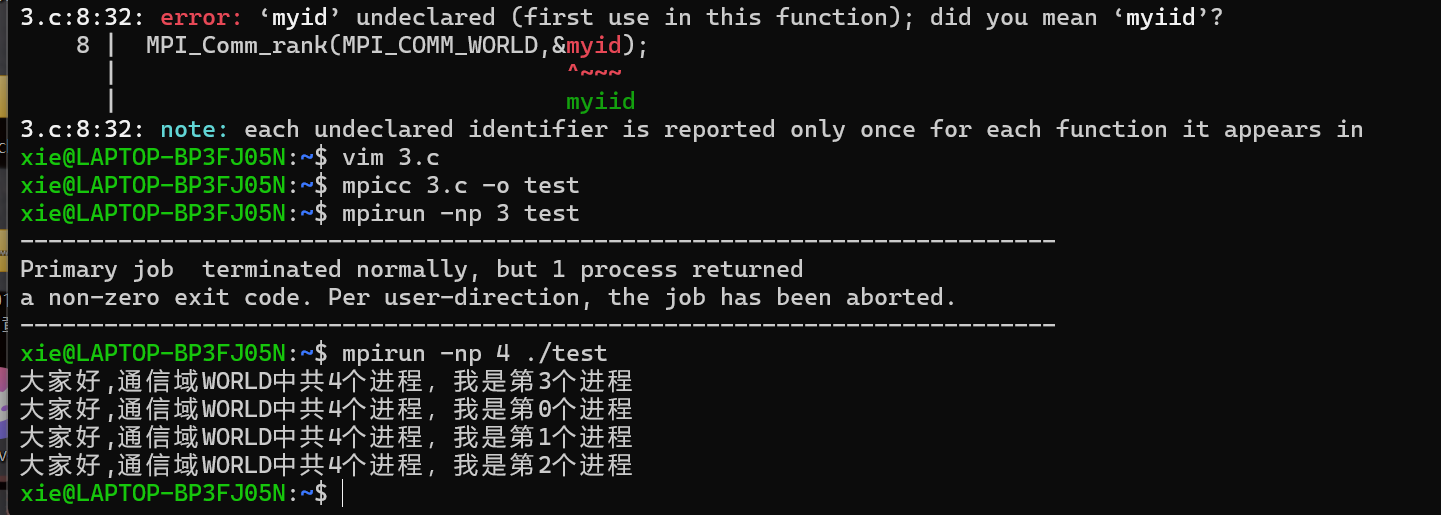 3.c:8:32: error: ‘myid’ undeclared (first use in this function); did you mean ‘myiid’?
    8 |  MPI_Comm_rank(MPI_COMM_WORLD,&myid);
      |                                ^~~~
      |                                myiid
3.c:8:32: note: each undeclared identifier is reported only once for each function it appears in
xie@LAPTOP-BP3FJ05N:~$ vim 3.c
xie@LAPTOP-BP3FJ05N:~$ mpicc 3.c -o test
xie@LAPTOP-BP3FJ05N:~$ mpirun -np 3 test
--------------------------------------------------------------------------
Primary job  terminated normally, but 1 process returned
a non-zero exit code. Per user-direction, the job has been aborted.
--------------------------------------------------------------------------
xie@LAPTOP-BP3FJ05N:~$ mpirun -np 4 ./test
大家好,通信域WORLD中共4个进程，我是第3个进程
大家好,通信域WORLD中共4个进程，我是第0个进程
大家好,通信域WORLD中共4个进程，我是第1个进程
大家好,通信域WORLD中共4个进程，我是第2个进程
xie@LAPTOP-BP3FJ05N:~$